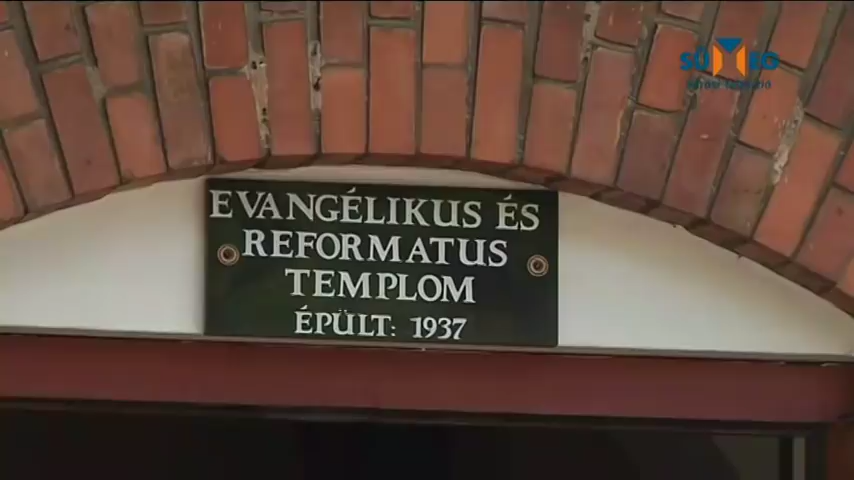 EVANGÉLIKUS ÉS
REFORMATUS
TEMPLOM
ÉPÜLT: 1937